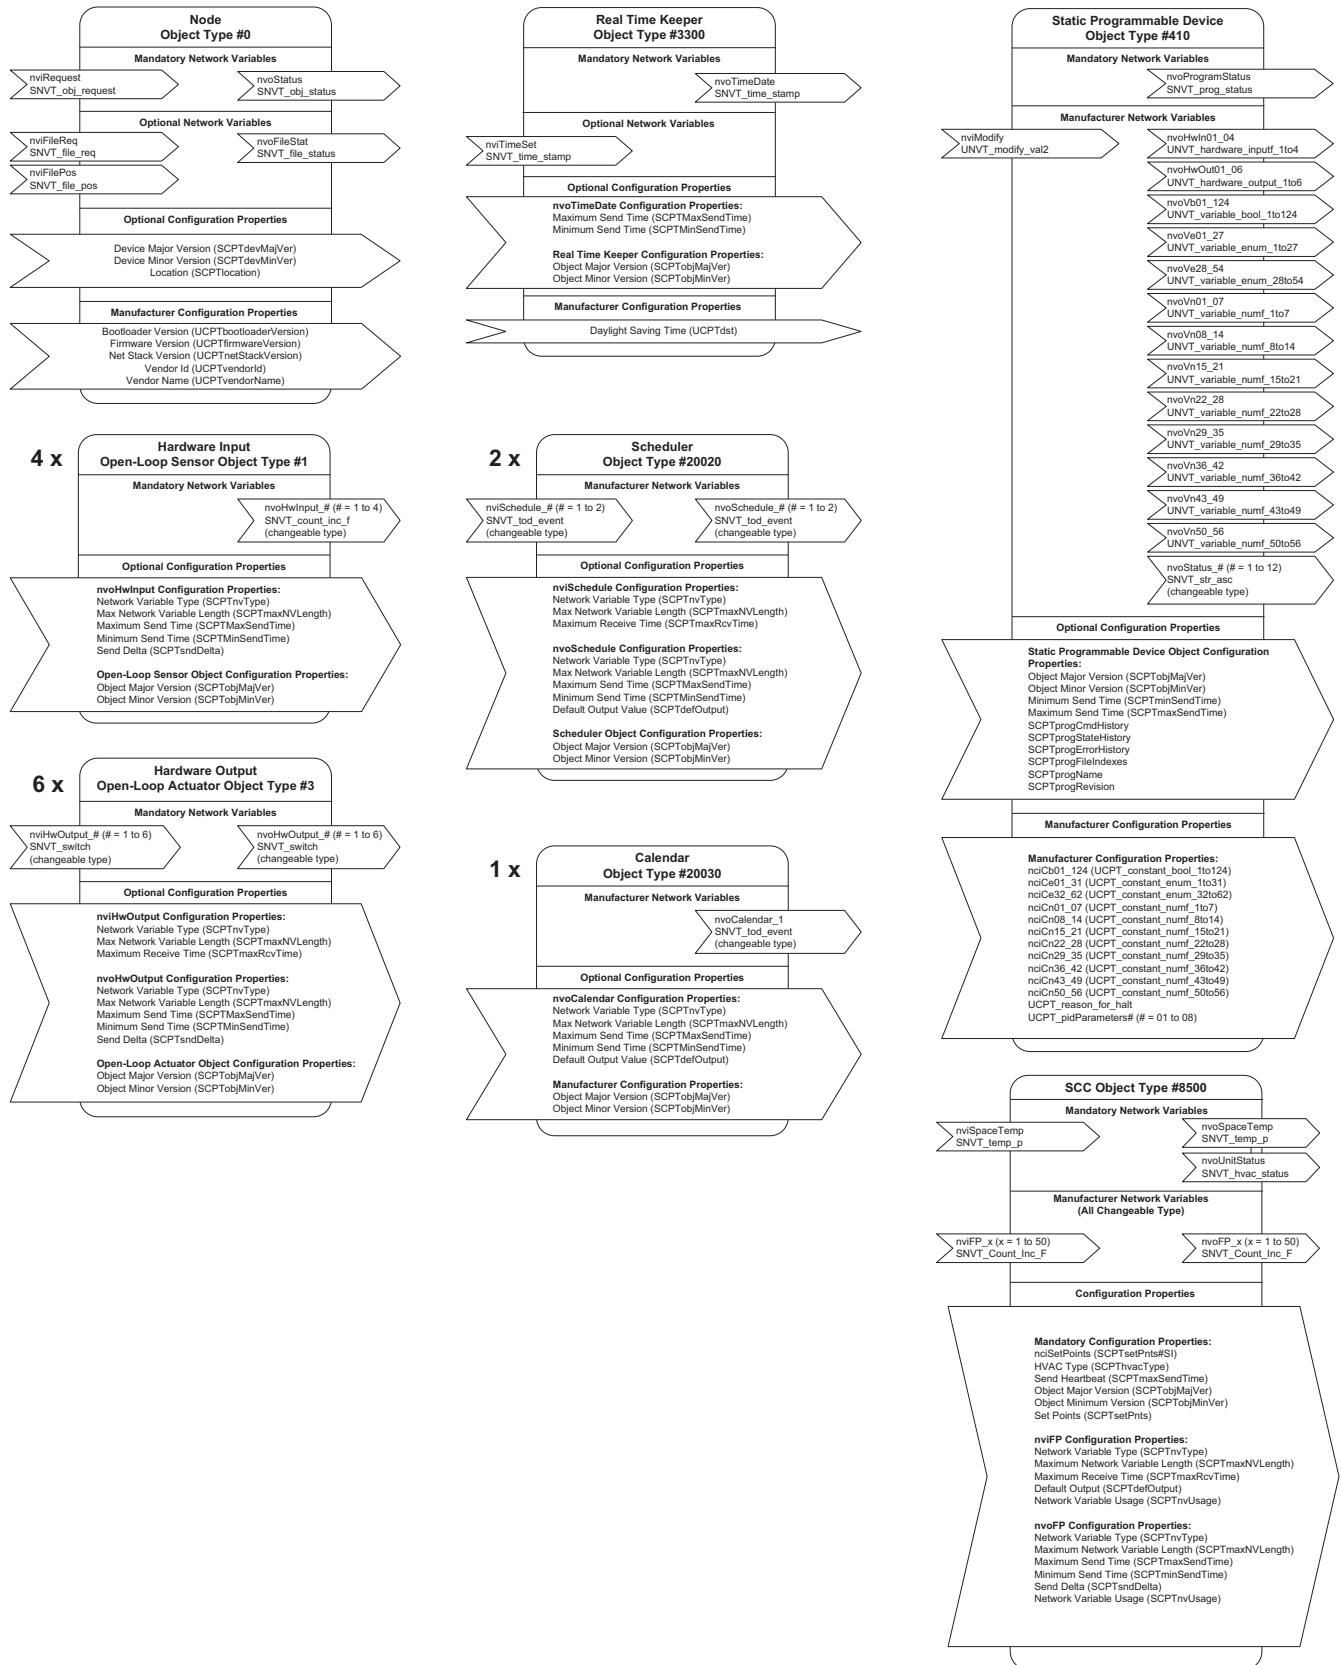 Node
Object Type #0
Mandatory Network Variables
nviRequest
SNVT_obj_request
nvoStatus
SNVT_obj_status
Optional Network Variables
nviFileReq
SNVT_file_req
nvoFileStat
SNVT_file_status
nviFilePos
SNVT_file_pos
Optional Configuration Properties
Device Major Version (SCPTdevMajVer)
Device Minor Version (SCPTdevMinVer)
Location (SCPTlocation)
Manufacturer Configuration Properties
Bootloader Version (UCPTbootloaderVersion)
Firmware Version (UCPTfirmwareVersion)
Net Stack Version (UCPTnetStackVersion)
Vendor Id (UCPTvendorId)
Vendor Name (UCPTvendorName)
4 x
Hardware Input
Open-Loop Sensor Object Type #1
Mandatory Network Variables
nvoHwInput_# (# = 1 to 4)
SNVT_count_inc_f
(changeable type)
Optional Configuration Properties
nvoHwInput Configuration Properties:
Network Variable Type (SCPTnvType)
Max Network Variable Length (SCPTmaxNVLength)
Maximum Send Time (SCPTMaxSendTime)
Minimum Send Time (SCPTMinSendTime)
Send Delta (SCPTsndDelta)
Open-Loop Sensor Object Configuration Properties:
Object Major Version (SCPTobjMajVer)
Object Minor Version (SCPTobjMinVer)
6 x
Hardware Output
Open-Loop Actuator Object Type #3
Mandatory Network Variables
nviHwOutput_# (# = 1 to 6)
SNVT_switch
(changeable type)
nvoHwOutput_# (# = 1 to 6)
SNVT_switch
(changeable type)
Optional Configuration Properties
nviHwOutput Configuration Properties:
Network Variable Type (SCPTnvType)
Max Network Variable Length (SCPTmaxNVLength)
Maximum Receive Time (SCPTmaxRcvTime)
nvoHwOutput Configuration Properties:
Network Variable Type (SCPTnvType)
Max Network Variable Length (SCPTmaxNVLength)
Maximum Send Time (SCPTMaxSendTime)
Minimum Send Time (SCPTMinSendTime)
Send Delta (SCPTsndDelta)
Open-Loop Actuator Object Configuration Properties:
Object Major Version (SCPTobjMajVer)
Object Minor Version (SCPTobjMinVer)
Real Time Keeper
Object Type #3300
Mandatory Network Variables
nvoTimeDate
SNVT_time_stamp
Optional Network Variables
nviTimeSet
SNVT_time_stamp
Optional Configuration Properties
nvoTimeDate Configuration Properties:
Maximum Send Time (SCPTMaxSendTime)
Minimum Send Time (SCPTMinSendTime)
Real Time Keeper Configuration Properties:
Object Major Version (SCPTobjMajVer)
Object Minor Version (SCPTobjMinVer)
Manufacturer Configuration Properties
Daylight Saving Time (UCPTdst)
2 x
Scheduler
Object Type #20020
Manufacturer Network Variables
nviSchedule_# (# = 1 to 2)
SNVT_tod_event
(changeable type)
nvoSchedule_# (# = 1 to 2)
SNVT_tod_event
(changeable type)
Optional Configuration Properties
nviSchedule Configuration Properties:
Network Variable Type (SCPTnvType)
Max Network Variable Length (SCPTmaxNVLength)
Maximum Receive Time (SCPTmaxRcvTime)
nvoSchedule Configuration Properties:
Network Variable Type (SCPTnvType)
Max Network Variable Length (SCPTmaxNVLength)
Maximum Send Time (SCPTMaxSendTime)
Minimum Send Time (SCPTMinSendTime)
Default Output Value (SCPTdefOutput)
Scheduler Object Configuration Properties:
Object Major Version (SCPTobjMajVer)
Object Minor Version (SCPTobjMinVer)
1 x
Calendar
Object Type #20030
Manufacturer Network Variables
nvoCalendar_1
SNVT_tod_event
(changeable type)
Optional Configuration Properties
nvoCalendar Configuration Properties:
Network Variable Type (SCPTnvType)
Max Network Variable Length (SCPTmaxNVLength)
Maximum Send Time (SCPTMaxSendTime)
Minimum Send Time (SCPTMinSendTime)
Default Output Value (SCPTdefOutput)
Manufacturer Configuration Properties:
Object Major Version (SCPTobjMajVer)
Object Minor Version (SCPTobjMinVer)
Static Programmable Device
Object Type #410
Mandatory Network Variables
nvoProgramStatus
SNVT_prog_status
Manufacturer Network Variables
nviModify
UNVT_modify_val2
nvoHwIn01_04
UNVT_hardware_inputf_1to4
nvoHwOut01_06
UNVT_hardware_output_1to6
nvoVb01_124
UNVT_variable_bool_1to124
nvoVe01_27
UNVT_variable_enum_1to27
nvoVe28_54
UNVT_variable_enum_28to54
nvoVn01_07
UNVT_variable_numf_1to7
nvoVn08_14
UNVT_variable_numf_8to14
nvoVn15_21
UNVT_variable_numf_15to21
nvoVn22_28
UNVT_variable_numf_22to28
nvoVn29_35
UNVT_variable_numf_29to35
nvoVn36_42
UNVT_variable_numf_36to42
nvoVn43_49
UNVT_variable_numf_43to49
nvoVn50_56
UNVT_variable_numf_50to56
nvoStatus_# (# = 1 to 12)
SNVT_str_asc
(changeable type)
Optional Configuration Properties
Static Programmable Device Object Configuration
Properties:
Object Major Version (SCPTobjMajVer)
Object Minor Version (SCPTobjMinVer)
Minimum Send Time (SCPTminSendTime)
Maximum Send Time (SCPTmaxSendTime)
SCPTprogCmdHistory
SCPTprogStateHistory
SCPTprogErrorHistory
SCPTprogFileIndexes
SCPTprogName
SCPTprogRevision
Manufacturer Configuration Properties
Manufacturer Configuration Properties:
nciCb01_124 (UCPT_constant_bool_1to124)
nciCe01_31 (UCPT_constant_enum_1to31)
nciCe32_62 (UCPT_constant_enum_32to62)
nciCn01_07 (UCPT_constant_numf_1to7)
nciCn08_14 (UCPT_constant_numf_8to14)
nciCn15_21 (UCPT_constant_numf_15to21)
nciCn22_28 (UCPT_constant_numf_22to28)
nciCn29_35 (UCPT_constant_numf_29to35)
nciCn36_42 (UCPT_constant_numf_36to42)
nciCn43_49 (UCPT_constant_numf_43to49)
nciCn50_56 (UCPT_constant_numf_50to56)
UCPT_reason_for_halt
UCPT_pidParameters# (# = 01 to 08)
SCC Object Type #8500
Mandatory Network Variables
nviSpaceTemp
SNVT_temp_p
nvoSpaceTemp
SNVT_temp_p
nvoUnitStatus
SNVT_hvac_status
Manufacturer Network Variables
(All Changeable Type)
nviFP_x (x = 1 to 50)
SNVT_Count_Inc_F
nvoFP_x (x = 1 to 50)
SNVT_Count_Inc_F
Configuration Properties
Mandatory Configuration Properties:
nciSetPoints (SCPTsetPnts#SI)
HVAC Type (SCPThvacType)
Send Heartbeat (SCPTmaxSendTime)
Object Major Version (SCPTobjMajVer)
Object Minimum Version (SCPTobjMinVer)
Set Points (SCPTsetPnts)
nviFP Configuration Properties:
Network Variable Type (SCPTnvType)
Maximum Network Variable Length (SCPTmaxNVLength)
Maximum Receive Time (SCPTmaxRcvTime)
Default Output (SCPTdefOutput)
Network Variable Usage (SCPTnvUsage)
nvoFP Configuration Properties:
Network Variable Type (SCPTnvType)
Maximum Network Variable Length (SCPTmaxNVLength)
Maximum Send Time (SCPTmaxSendTime)
Minimum Send Time (SCPTminSendTime)
Send Delta (SCPTsndDelta)
Network Variable Usage (SCPTnvUsage)